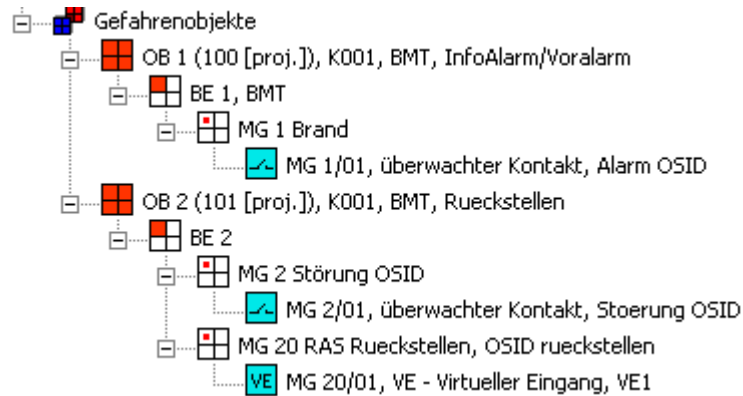 Gefahrenobjekte
OB 1 (100 [proj.]), K001, BMT, InfoAlarm/Voralarm
BE 1, BMT
MG 1 Brand
MG 1/01, überwachter Kontakt, Alarm OSID
OB 2 (101 [proj.]), K001, BMT, Rueckstellen
BE 2
MG 2 Störung OSID
MG 2/01, überwachter Kontakt, Stoerung OSID
MG 20 RAS Rueckstellen, OSID rueckstellen
VE MG 20/01, VE - Virtueller Eingang, VE1